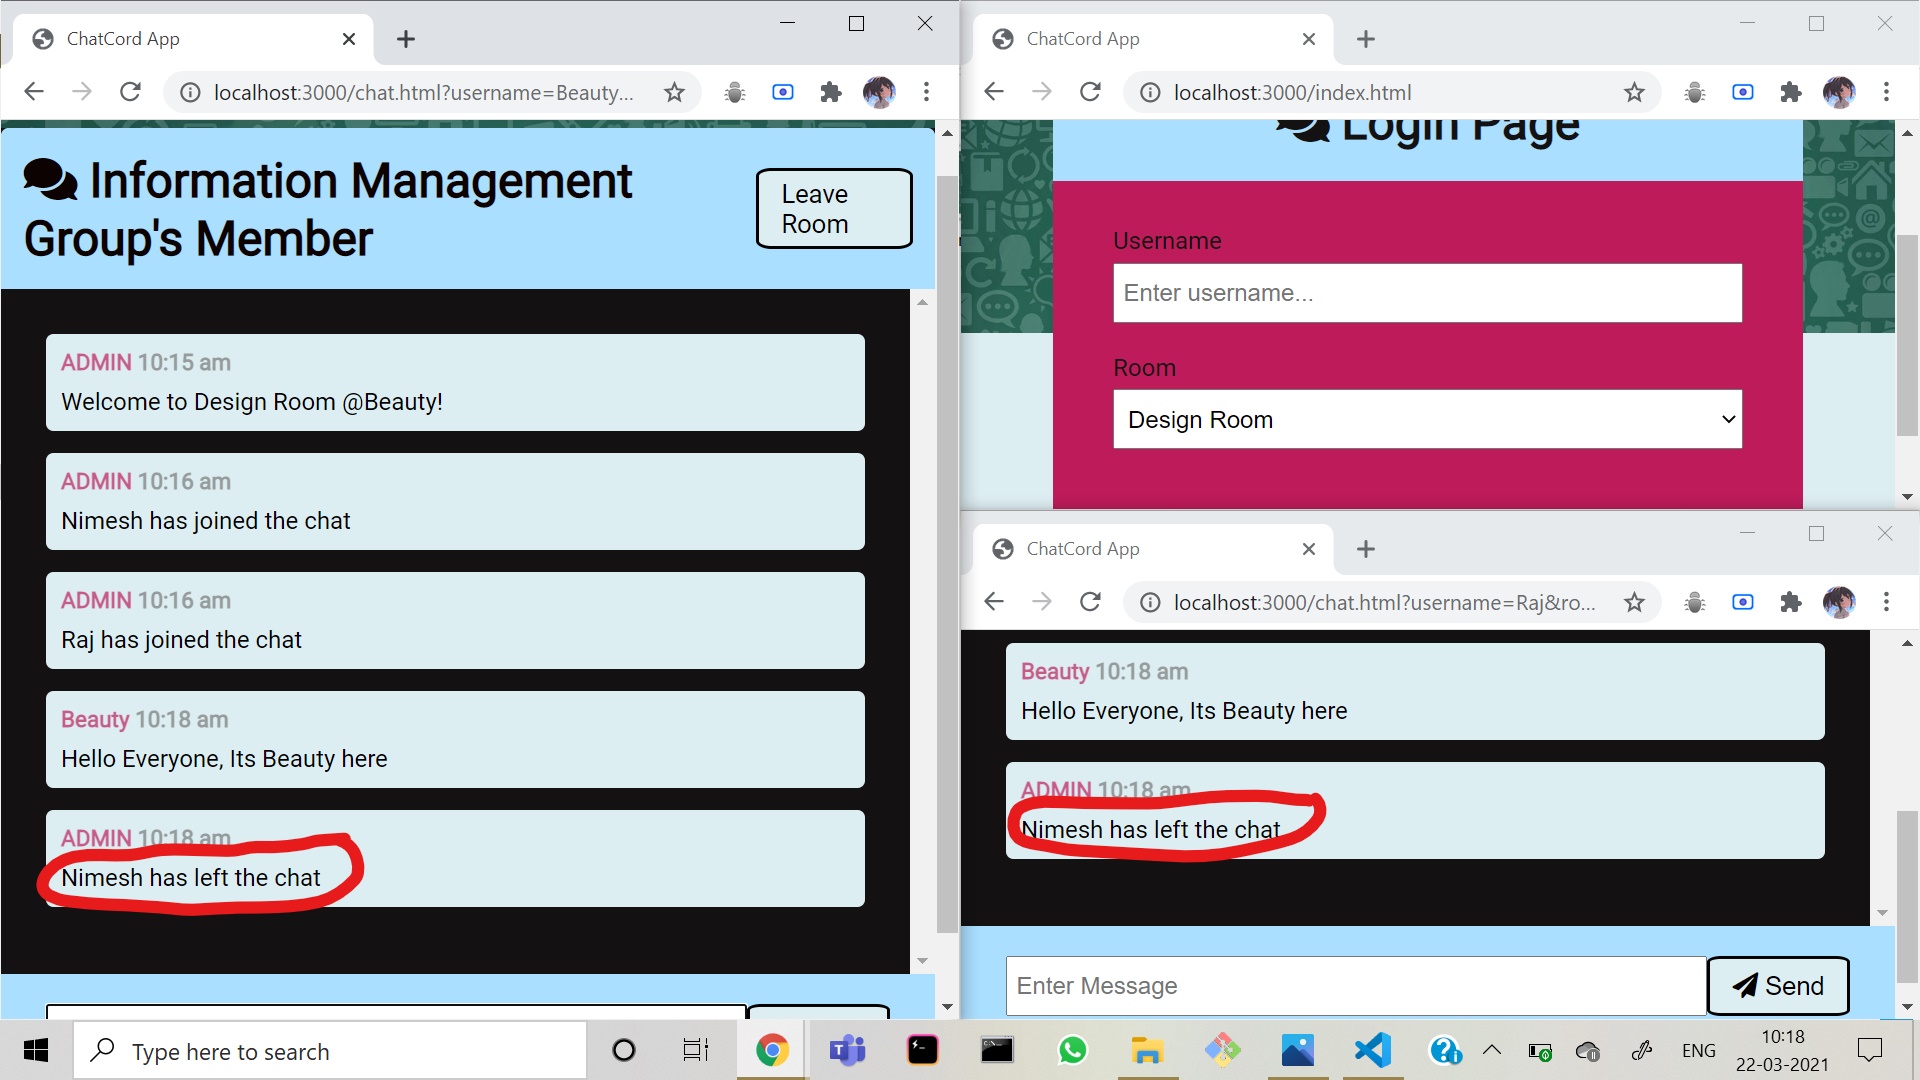 ChatCord App
localhost:3000/chat.html?username=Beauty...
Information Management
Group's Member
Leave
Room
ADMIN 10:15 am
Welcome to Design Room @Beauty!
ADMIN 10:16 am
Nimesh has joined the chat
ADMIN 10:16 am
Raj has joined the chat
Beauty 10:18 am
Hello Everyone, Its Beauty here
ADMIN 10:18 am
Nimesh has left the chat
ChatCord App
localhost:3000/index.html
Login Page
Username
Enter username...
Room
Design Room
ChatCord App
localhost:3000/chat.html?username=Raj&ro...
Beauty 10:18 am
Hello Everyone, Its Beauty here
ADMIN 10:18 am
Nimesh has left the chat
Enter Message
Send
Type here to search
ENG
10:18
22-03-2021